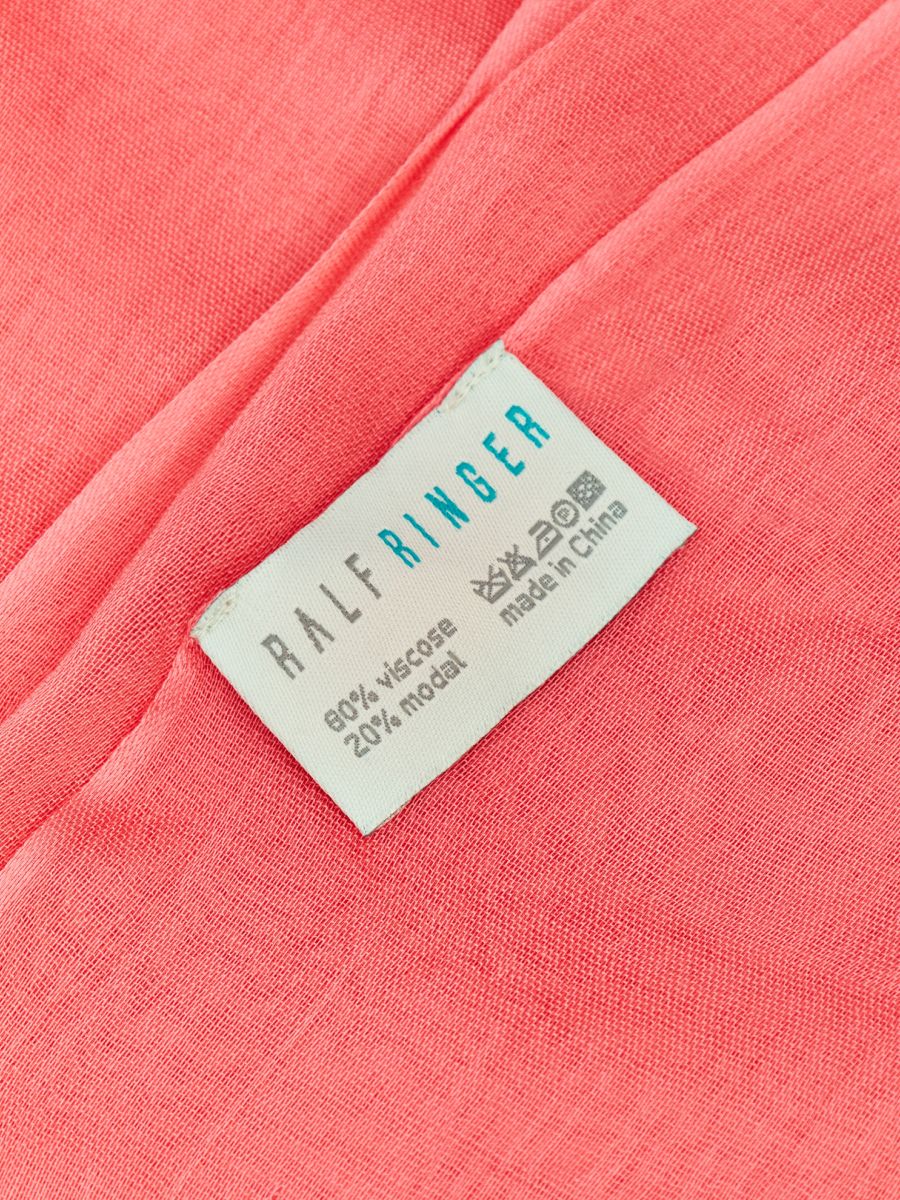 RALF RINGER
80% viscose
20% modal
P
made in China